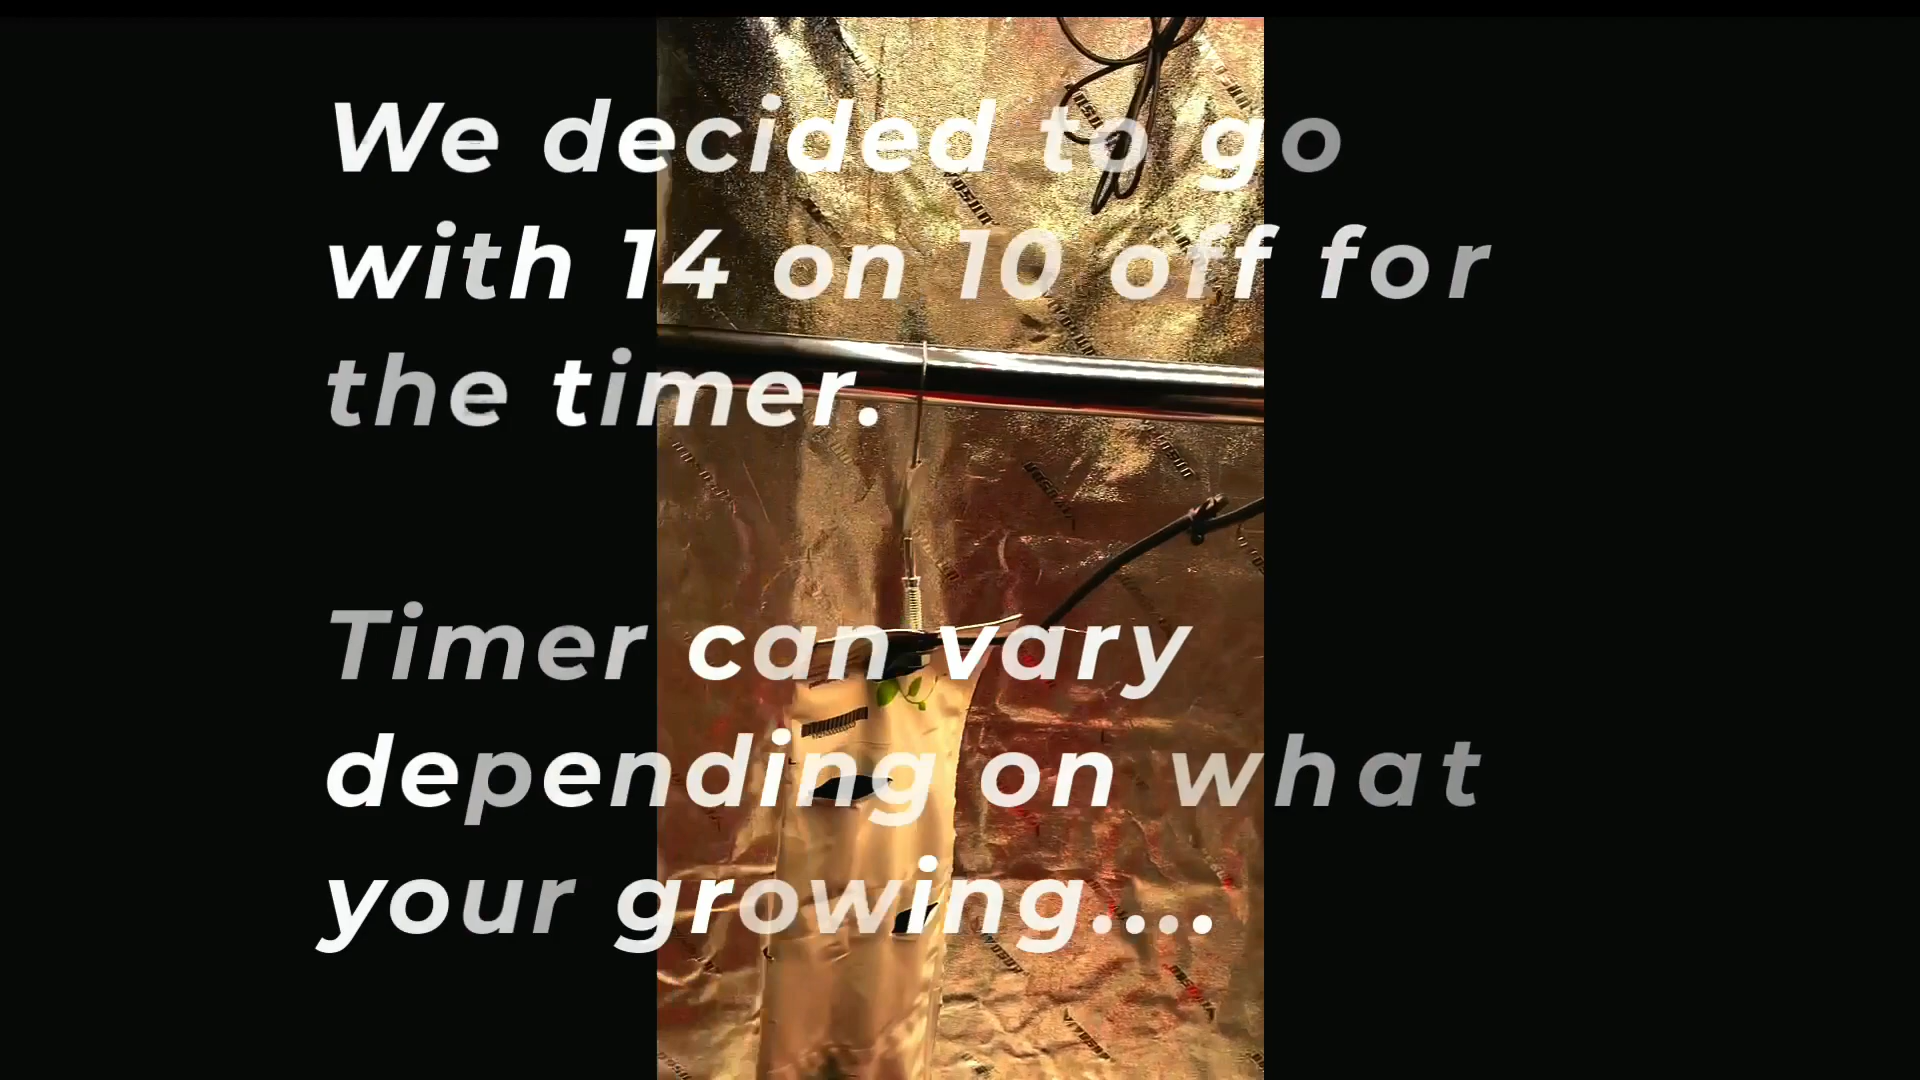 We decided to go
with 14 on 10 off for
the timer.
Timer can vary
depending on what
your growing....